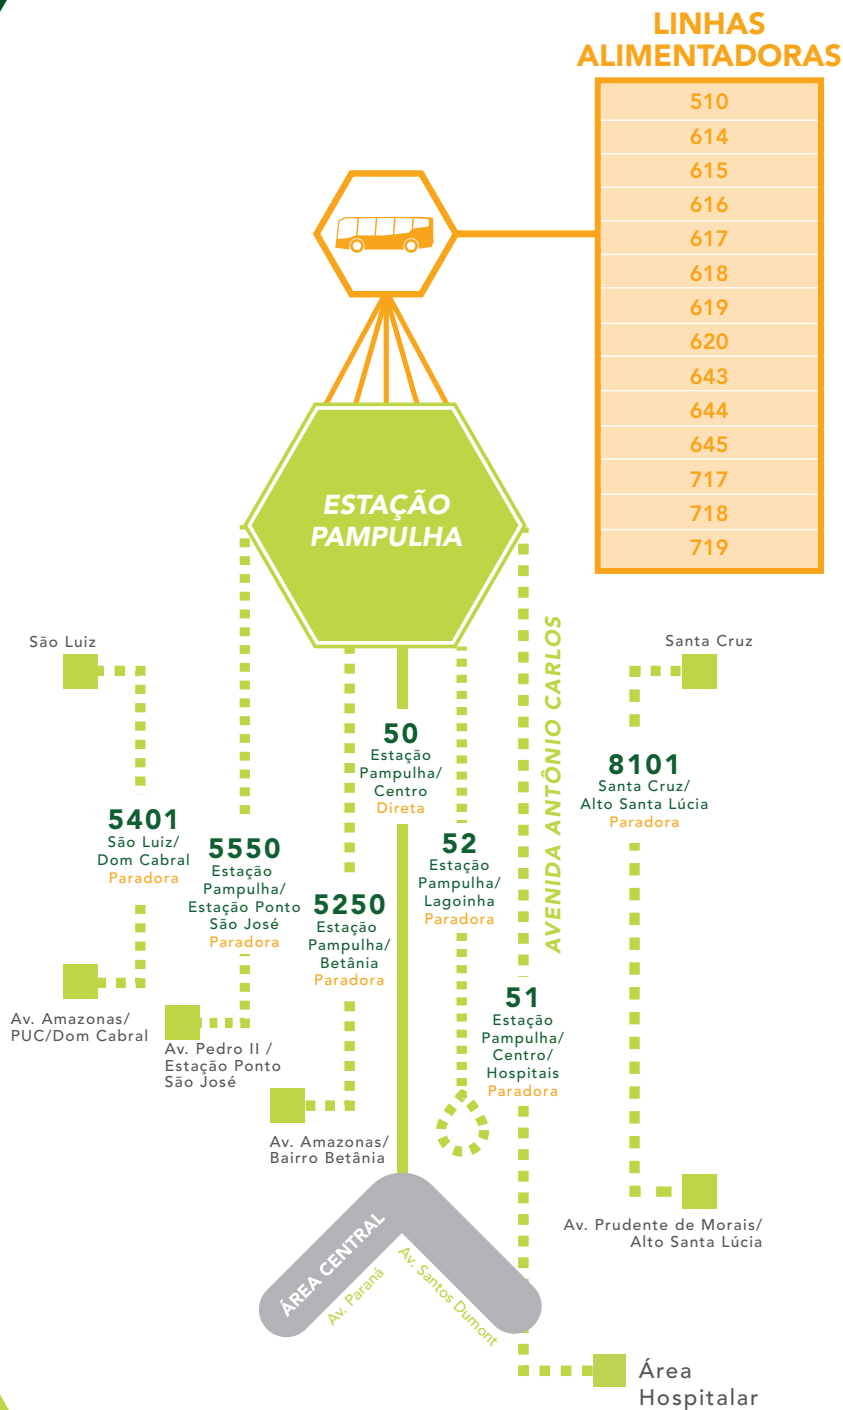 LINHAS
ALIMENTADORAS
510
614
615
616
617
618
619
620
643
644
645
717
718
719
ESTAÇÃO
PAMPULHA
São Luiz
5401
São Luiz/
Dom Cabral
Paradora
Av. Amazonas/
PUC/Dom Cabral
5550
Estação
Pampulha/
Estação Ponto
São José
Paradora
Av. Pedro II /
Estação Ponto
São José
5250
Estação
Pampulha/
Betânia
Paradora
Av. Amazonas/
Bairro Betânia
50
Estação
Pampulha/
Centro
Direta
52
Estação
Pampulha/
Lagoinha
Paradora
51
Estação
Pampulha/
Centro/
Hospitais
Paradora
AVENIDA ANTÔNIO CARLOS
Santa Cruz
8101
Santa Cruz/
Alto Santa Lúcia
Paradora
Av. Prudente de Morais/
Alto Santa Lúcia
ÁREA CENTRAL
Av. Paraná
Av. Santos Dumont
Área
Hospitalar